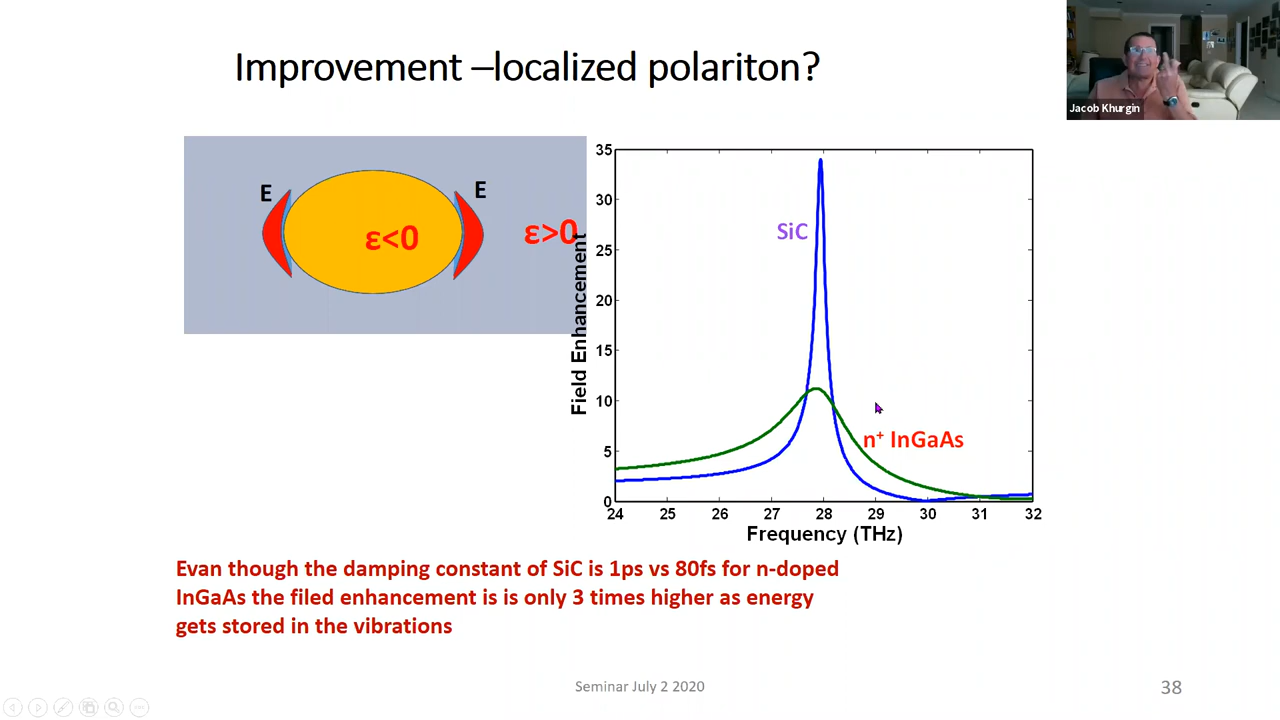 Improvement –localized polariton?
Jacob Khurgin
E
E
ε<0
ε>0
Field Enhancement
35
30
25
20
15
10
5
0
SiC
n⁺ InGaAs
24 25 26 27 28 29 30 31 32
Frequency (THz)
Evan though the damping constant of SiC is 1ps vs 80fs for n-doped
InGaAs the filed enhancement is is only 3 times higher as energy
gets stored in the vibrations
Seminar July 2 2020
38